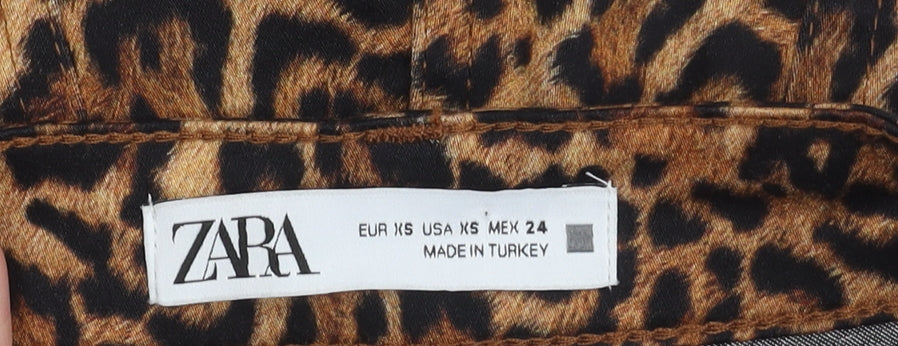 ZARA
EUR XS USA XS MEX 24
MADE IN TURKEY